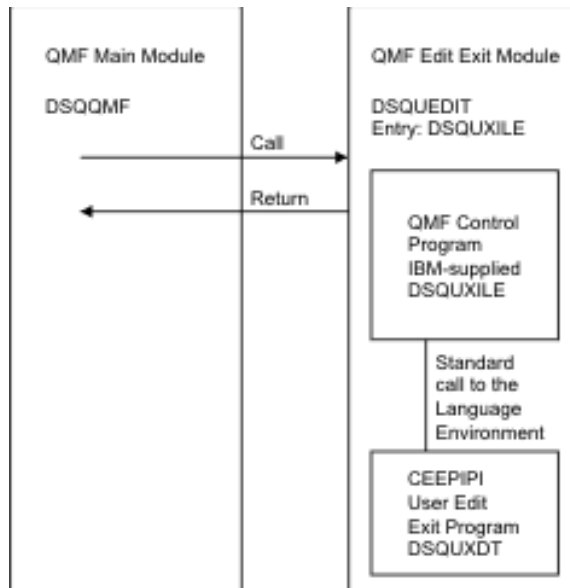 QMF Main Module
DSQQMF
Call
Return
QMF Edit Exit Module
DSQUEDIT
Entry: DSQUXILE
QMF Control
Program
IBM-supplied
DSQUXILE
Standard
call to the
Language
Environment
CEEPIPI
User Edit
Exit Program
DSQUXDT